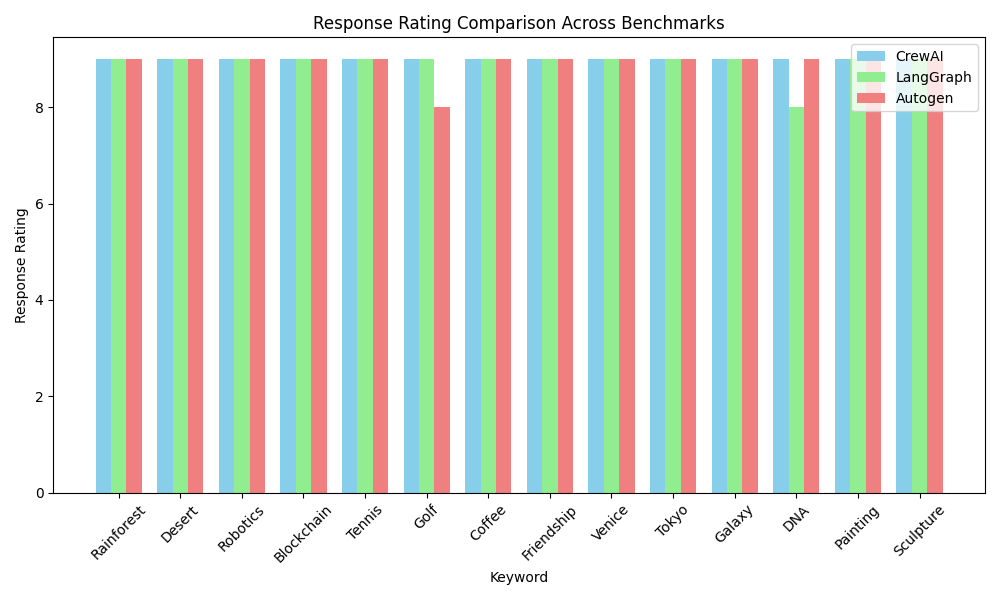 Response Rating Comparison Across Benchmarks
CrewAI
LangGraph
Autogen
Response Rating
8
6
4
2
0
Rainforest
Desert
Robotics
Blockchain
Tennis
Golf
Coffee
Friendship
Venice
Tokyo
Galaxy
DNA
Painting
Sculpture
Keyword